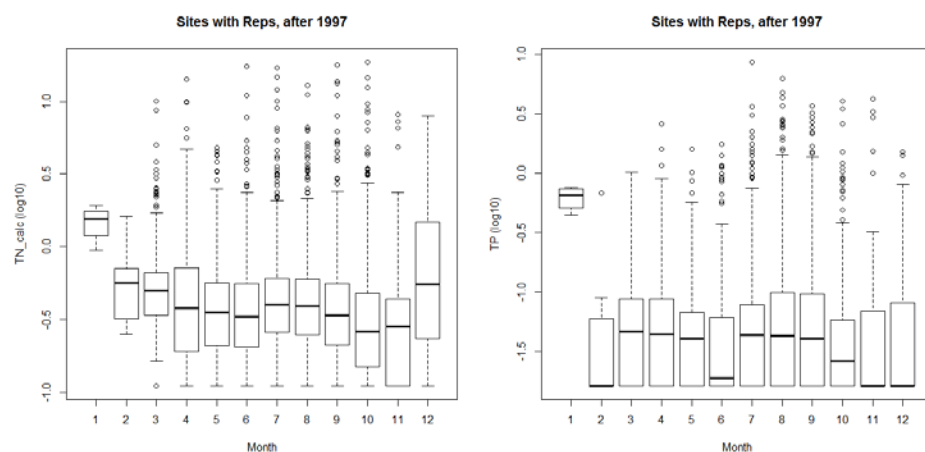 Sites with Reps, after 1997
TN_calc (log10)
1.0
0.5
0.0
-0.5
-1.0
1 2 3 4 5 6 7 8 9 10 11 12
Month
Sites with Reps, after 1997
TP (log10)
1.0
0.0
-0.5
-1.0
-1.5
1 2 3 4 5 6 7 8 9 10 11 12
Month